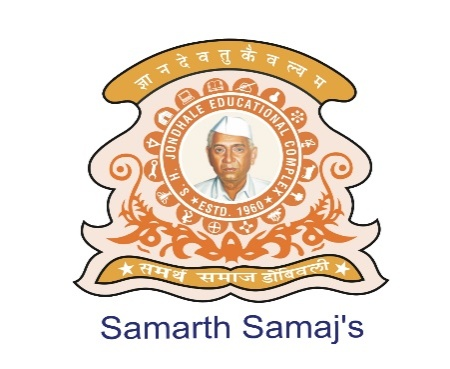 ज्ञानदेवतु कैवल्यम
S. H. JONDHALE EDUCATIONAL COMPLEX
★ ESTD. 1960 ★
★ समर्थ समाज डोंबिवली ★
Samarth Samaj's